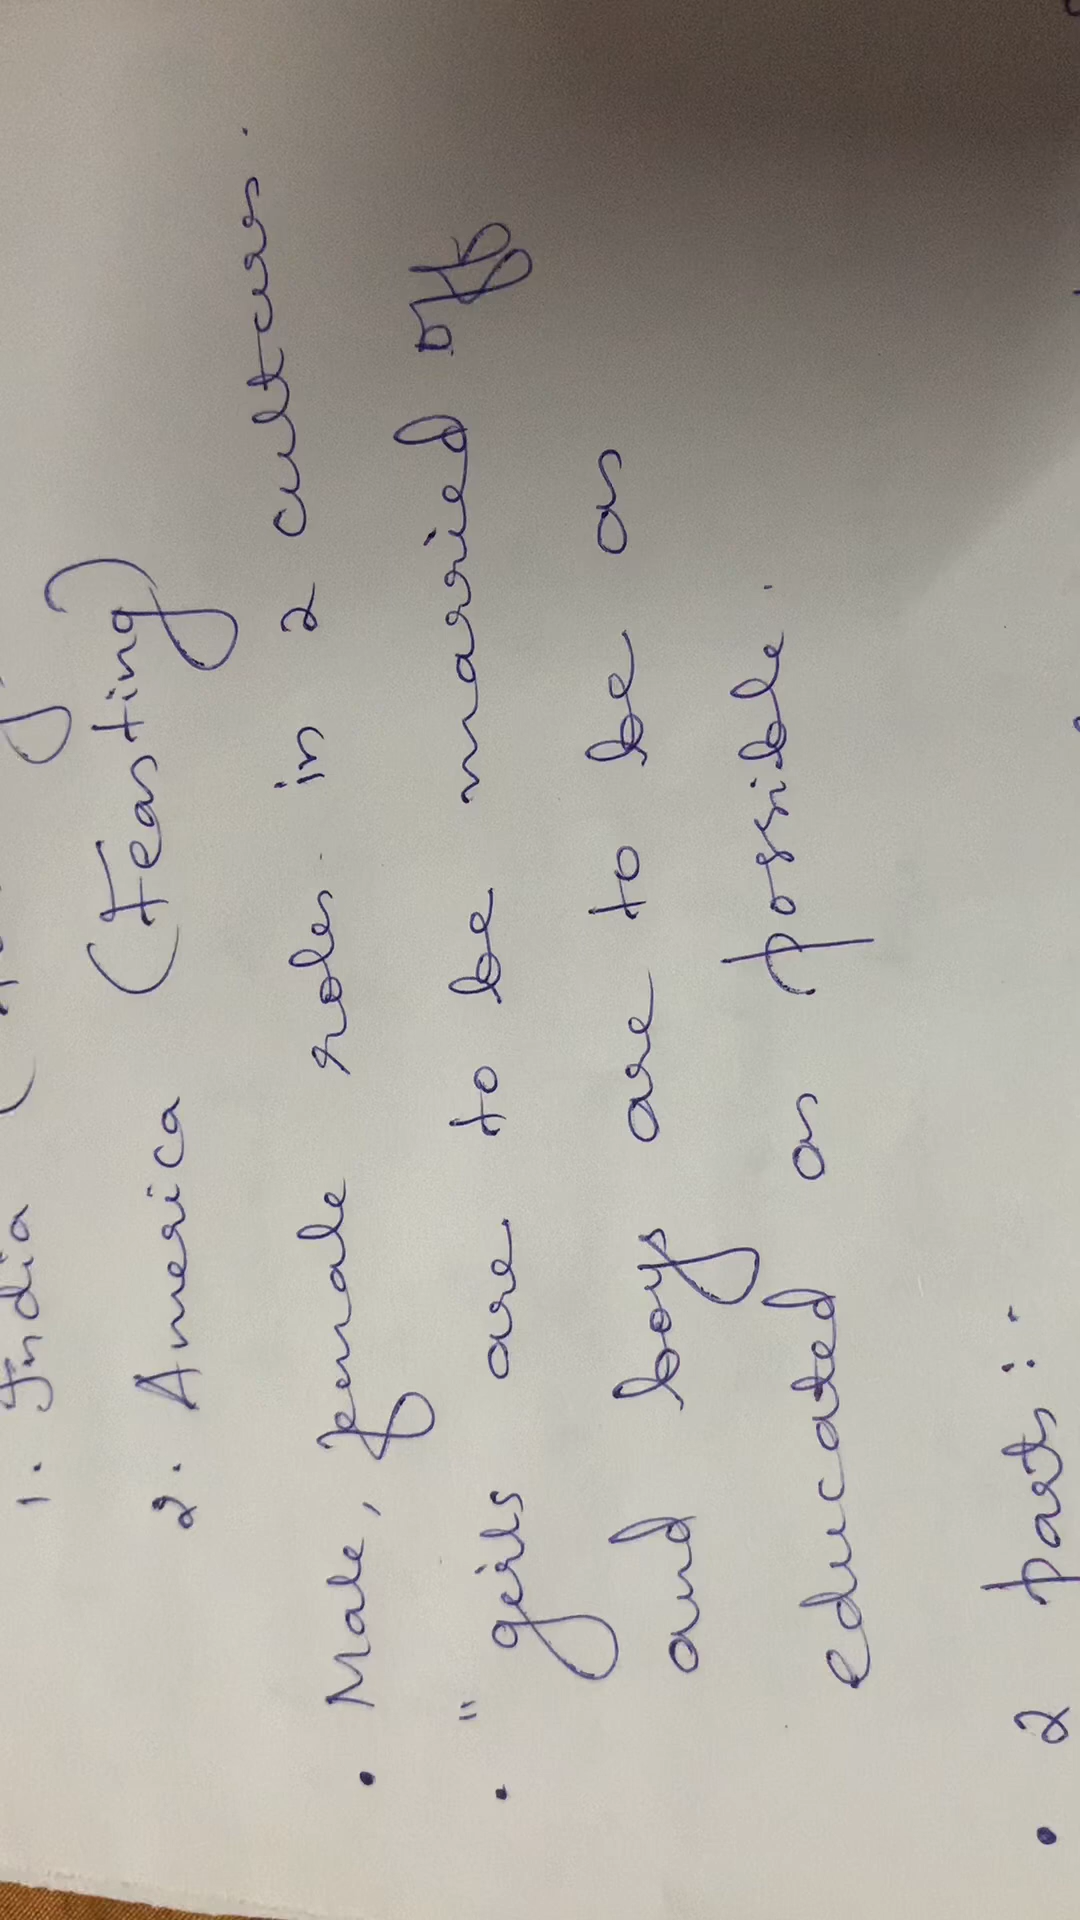 1. India (
2. America (Feasting)
• Male, female roles in 2 cultures.
• "girls are to be married off
and boys are to be as
educated as possible.
• 2 parts :-